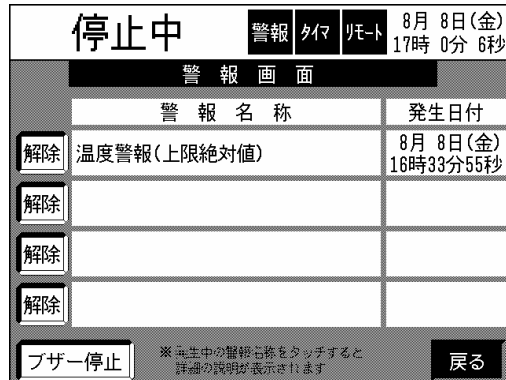 停止中
警報 タイマ リモート
8月 8日(金)
17時 0分 6秒
警報画面
警報名称 発生日付
解除 温度警報(上限絶対値) 8月 8日(金)
16時33分55秒
解除
解除
解除
ブザー停止
※発生中の警報名称をタッチすると
詳細の説明が表示されます
戻る